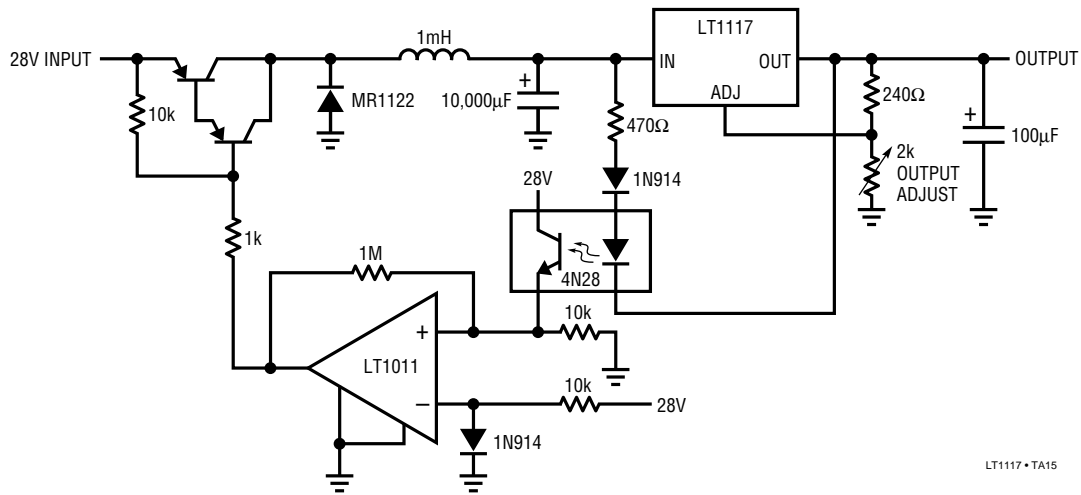 28V INPUT
10k
1k
1mH
MR1122
+
10,000µF
LT1117
IN
OUT
ADJ
OUTPUT
240Ω
2k
OUTPUT
ADJUST
+
100µF
470Ω
1N914
28V
4N28
1M
+
LT1011
−
10k
10k
28V
1N914
LT1117 • TA15